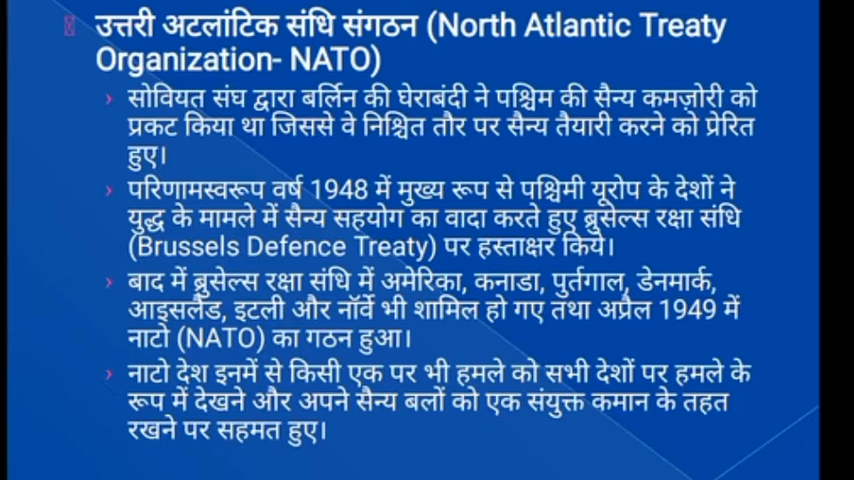 उत्तरी अटलांटिक संधि संगठन (North Atlantic Treaty
Organization- NATO)
› सोवियत संघ द्वारा बर्लिन की घेराबंदी ने पश्चिम की सैन्य कमज़ोरी को
प्रकट किया था जिससे वे निश्चित तौर पर सैन्य तैयारी करने को प्रेरित
हुए।
› परिणामस्वरूप वर्ष 1948 में मुख्य रूप से पश्चिमी यूरोप के देशों ने
युद्ध के मामले में सैन्य सहयोग का वादा करते हुए ब्रुसेल्स रक्षा संधि
(Brussels Defence Treaty) पर हस्ताक्षर किये।
› बाद में ब्रुसेल्स रक्षा संधि में अमेरिका, कनाडा, पुर्तगाल, डेनमार्क,
आइसलैंड, इटली और नॉर्वे भी शामिल हो गए तथा अप्रैल 1949 में
नाटो (NATO) का गठन हुआ।
› नाटो देश इनमें से किसी एक पर भी हमले को सभी देशों पर हमले के
रूप में देखने और अपने सैन्य बलों को एक संयुक्त कमान के तहत
रखने पर सहमत हुए।